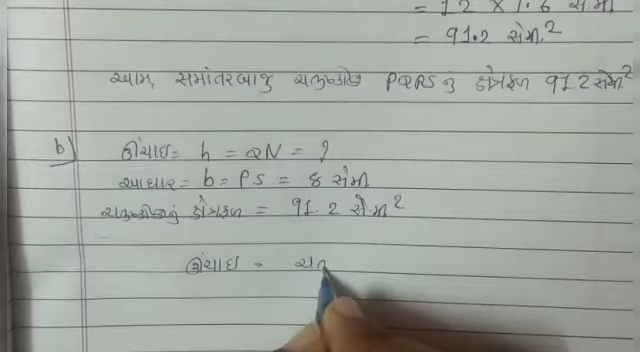 = 12 × 7.6 સેમી
= 91.2 સેમી.²
આમ, સમાંતરબાજુ ચતુષ્કોણ PQRS નું ક્ષેત્રફળ 91.2 સેમી²
b) ઊંચાઇ = h = QN = ?
આધાર = b = PS = 8 સેમી
ચતુષ્કોણનું ક્ષેત્રફળ = 91.2 સેમી²
ઊંચાઇ =